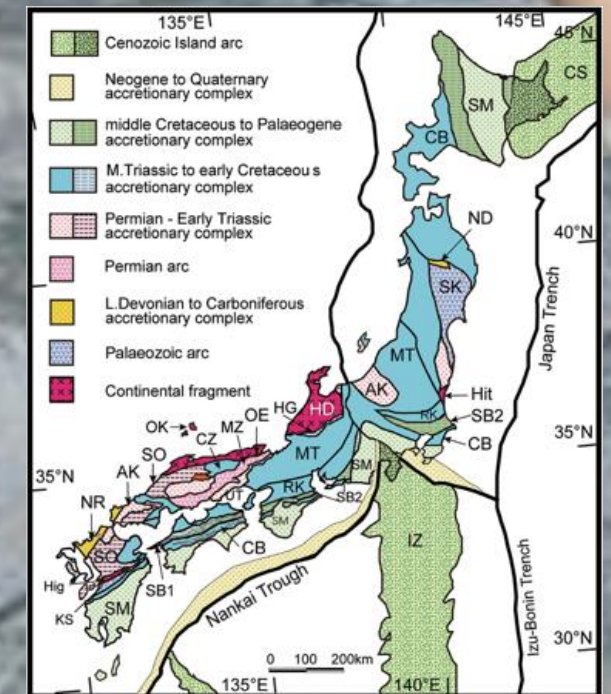 135°E
145°E
45°N
Cenozoic Island arc
CS
Neogene to Quaternary
accretionary complex
SM
middle Cretaceous to Palaeogene
accretionary complex
CB
M.Triassic to early Cretaceous
accretionary complex
ND
40°N
Permian - Early Triassic
accretionary complex
Permian arc
SK
L.Devonian to Carboniferous
accretionary complex
Japan Trench
Palaeozoic arc
MT
Continental fragment
AK
Hit
HG
HD
OE
MZ
OK
RK
SB2
CZ
CB
SO
MT
35°N
AK
SM
35°N
UT
RK
SB2
NR
SM
SO
CB
IZ
Hig
SB1
KS
SM
Nankai Trough
Izu-Bonin Trench
30°N
0 100 200km
135°E
140°E